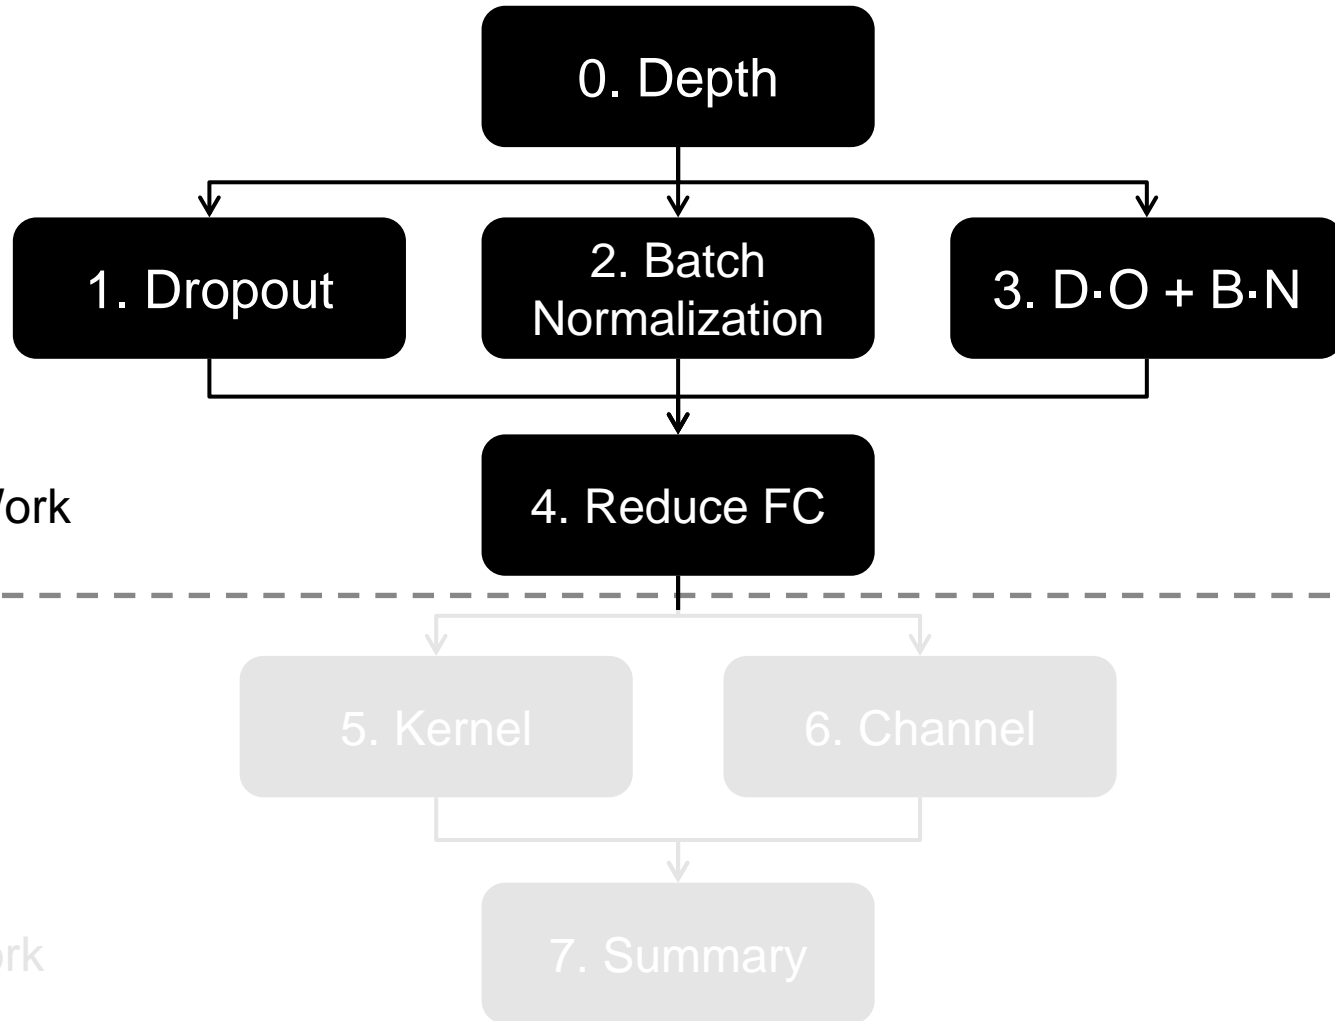 0. Depth
1. Dropout
2. Batch
Normalization
3. D·O + B·N
4. Reduce FC
5. Kernel
6. Channel
7. Summary